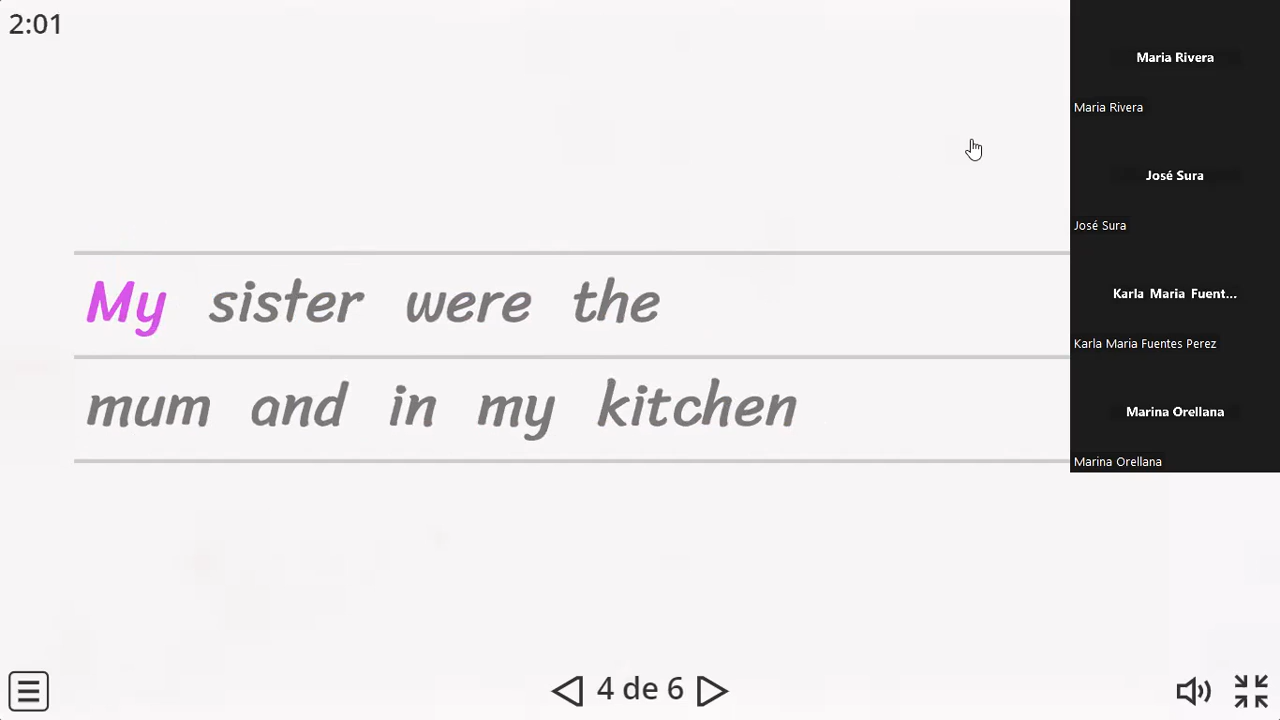 2:01
My sister were the
mum and in my kitchen
4 de 6
Maria Rivera
Maria Rivera
José Sura
José Sura
Karla Maria Fuent...
Karla Maria Fuentes Perez
Marina Orellana
Marina Orellana